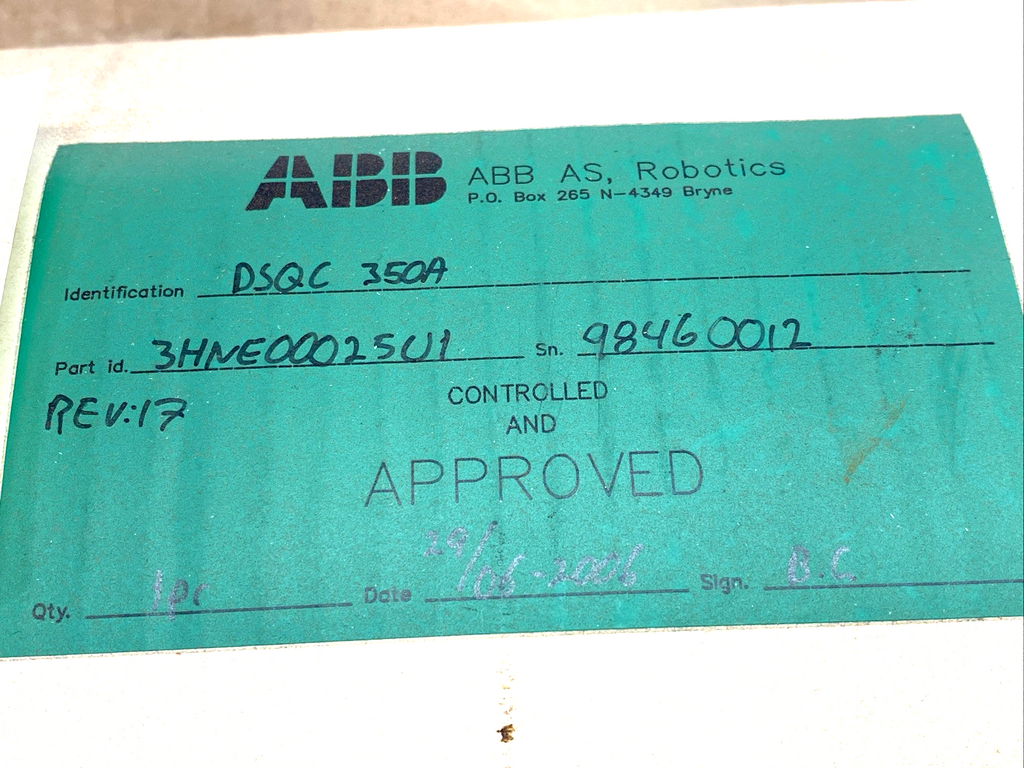 ABB ABB AS, Robotics
P.O. Box 265 N-4349 Bryne
Identification DSQC 350A
Part id. 3HNE00025U1 Sn. 98460012
REV:17
CONTROLLED
AND
APPROVED
Qty. 1pc Date 29/06-2006 Sign. B.C